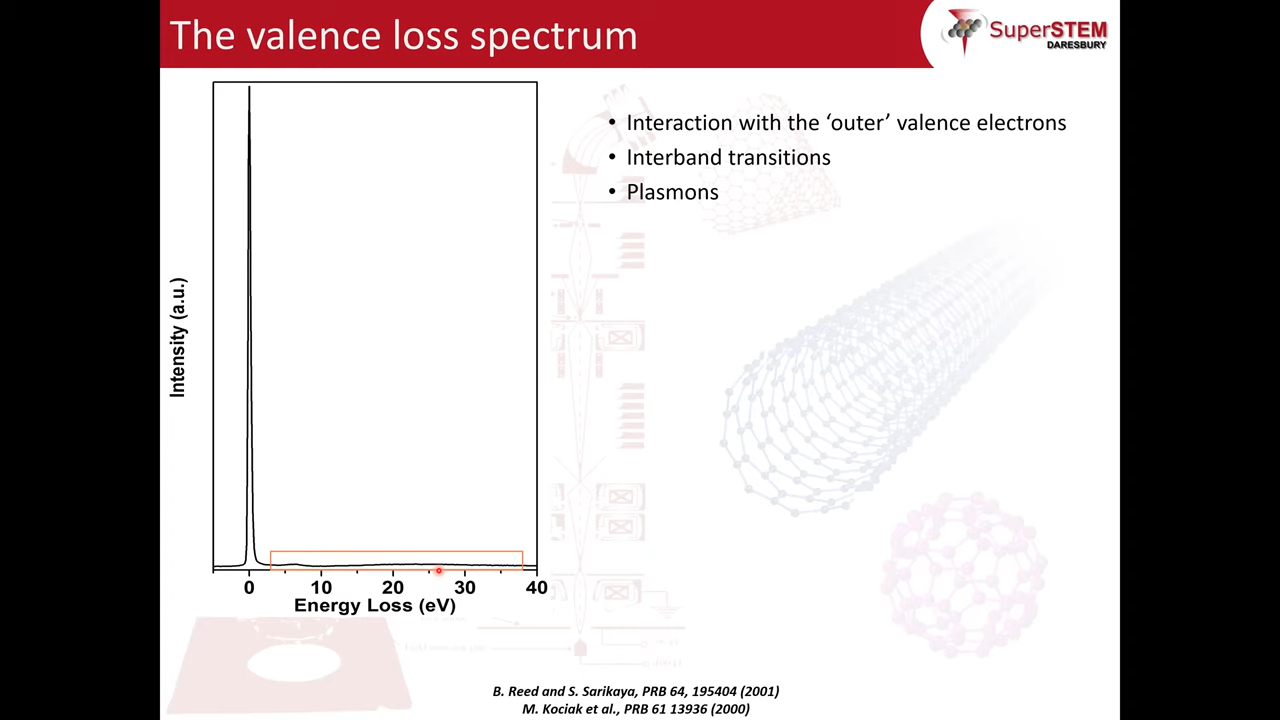 The valence loss spectrum
SuperSTEM
DARESBURY
• Interaction with the ‘outer’ valence electrons
• Interband transitions
• Plasmons
Intensity (a.u.)
0 10 20 30 40
Energy Loss (eV)
B. Reed and S. Sarikaya, PRB 64, 195404 (2001)
M. Kociak et al., PRB 61 13936 (2000)